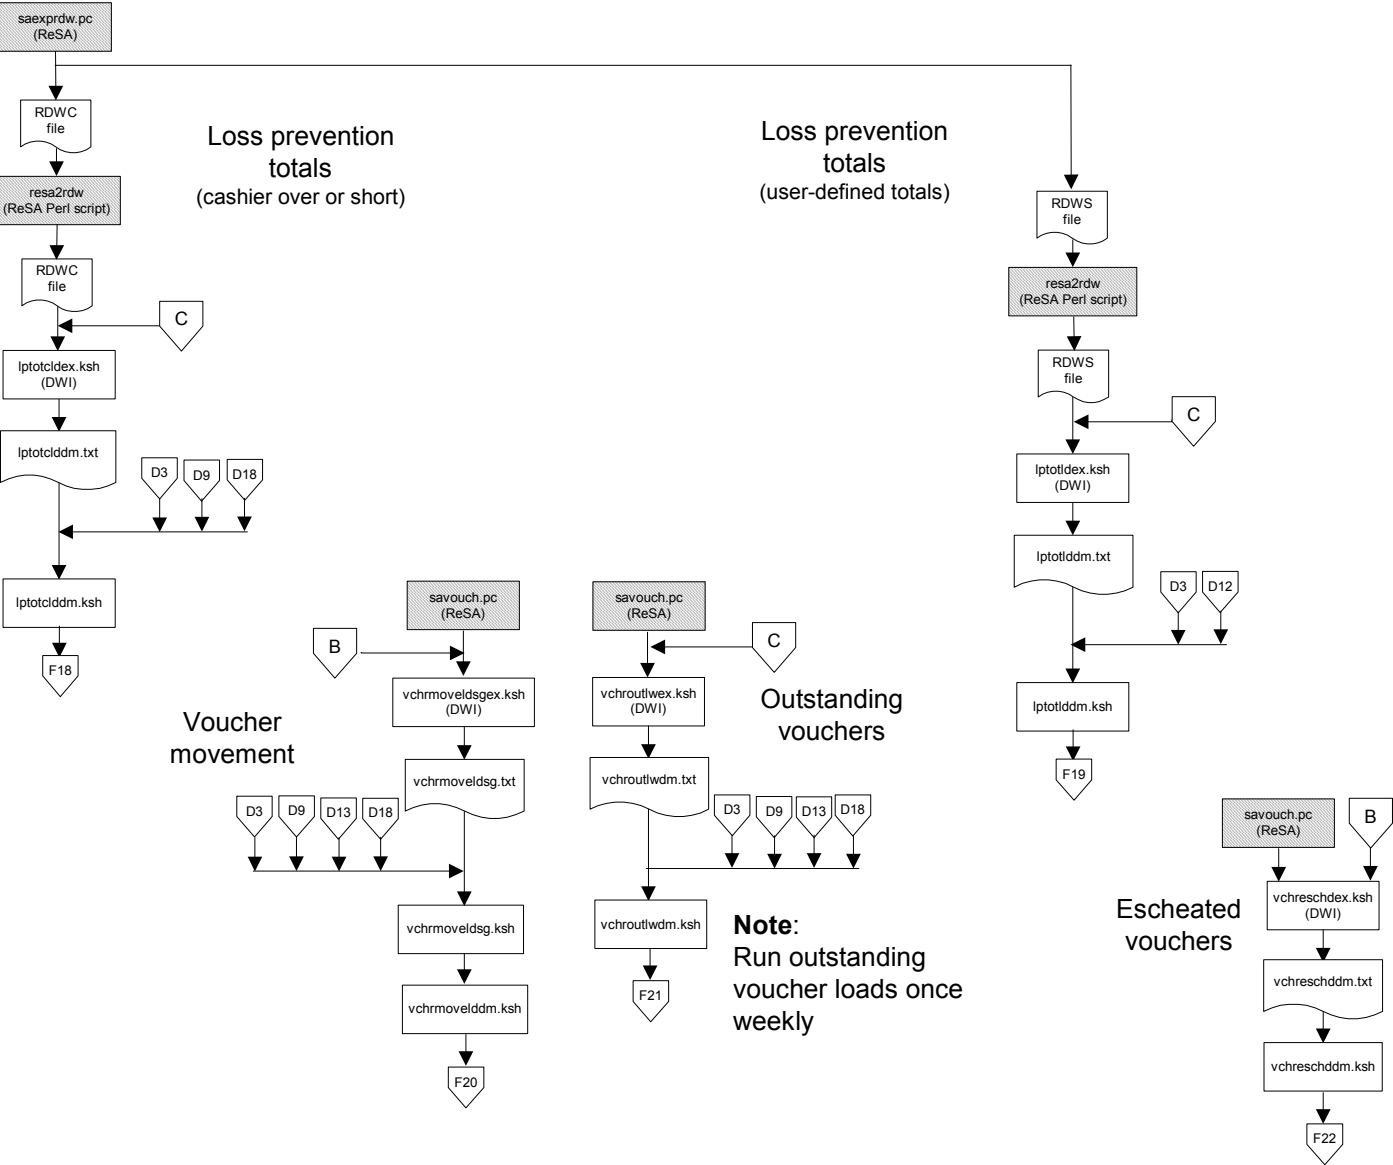 saexprdw.pc
(ReSA)
RDWC
file
resa2rdw
(ReSA Perl script)
RDWC
file
C
lptotcldex.ksh
(DWI)
lptotclddm.txt
D3
D9
D18
lptotclddm.ksh
F18
Loss prevention
totals
(cashier over or short)
Loss prevention
totals
(user-defined totals)
RDWS
file
resa2rdw
(ReSA Perl script)
RDWS
file
C
lptotldex.ksh
(DWI)
lptotlddm.txt
D3
D12
lptotlddm.ksh
F19
Voucher
movement
savouch.pc
(ReSA)
B
vchrmoveldsgex.ksh
(DWI)
vchrmoveldsg.txt
D3
D9
D13
D18
vchrmoveldsg.ksh
vchrmovelddm.ksh
F20
savouch.pc
(ReSA)
C
vchroutlwex.ksh
(DWI)
Outstanding
vouchers
vchroutlwdm.txt
D3
D9
D13
D18
vchroutlwdm.ksh
F21
Note:
Run outstanding
voucher loads once
weekly
savouch.pc
(ReSA)
B
Escheated
vouchers
vchreschdex.ksh
(DWI)
vchreschddm.txt
vchreschddm.ksh
F22